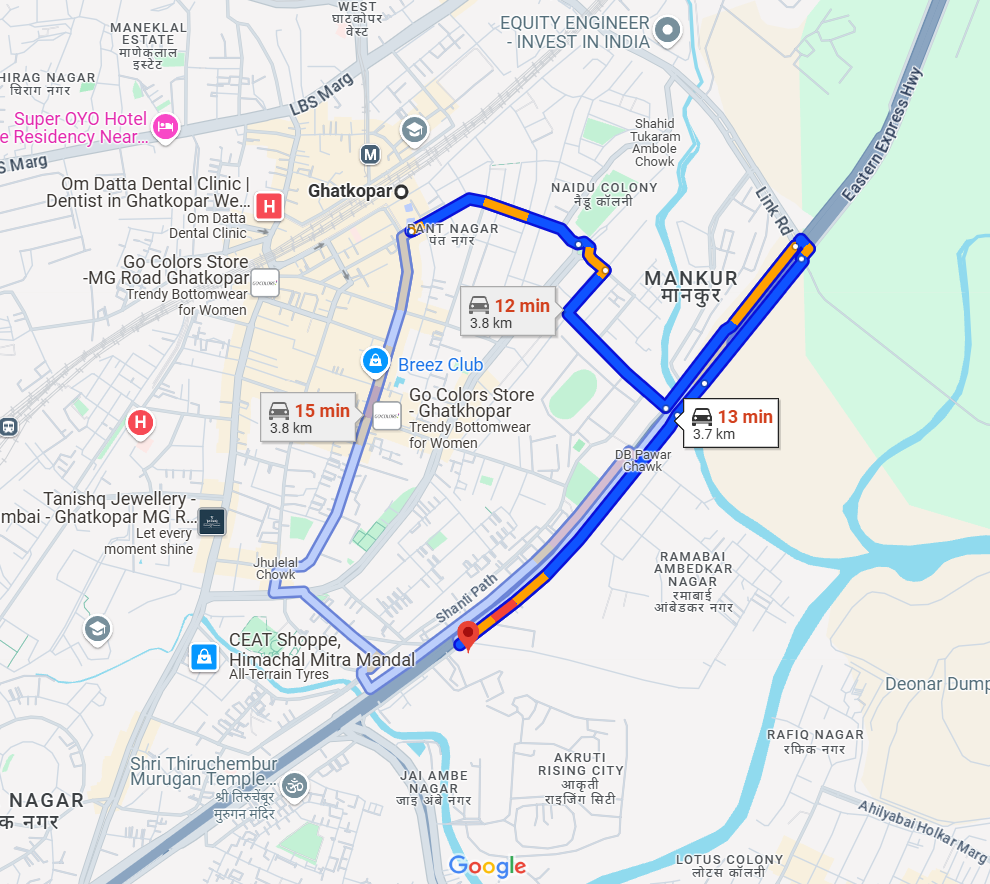 WEST
घाटकोपर
वेस्ट
MANEKLAL
ESTATE
माणेकलाल
इस्टेट
EQUITY ENGINEER
- INVEST IN INDIA
HIRAG NAGAR
चिराग नगर
LBS Marg
Eastern Express Hwy
Super OYO Hotel
e Residency Near...
S Marg
M
Shahid
Tukaram
Ambole
Chowk
Om Datta Dental Clinic |
Dentist in Ghatkopar We...
Om Datta
Dental Clinic
H
Ghatkopar
NAIDU COLONY
नैडू कॉलनी
Link Rd
PANT NAGAR
पंत नगर
Go Colors Store
-MG Road Ghatkopar
Trendy Bottomwear
for Women
GOCOLORS!
MANKUR
मानकुर
12 min
3.8 km
Breez Club
15 min
3.8 km
GOCOLORS!
Go Colors Store
- Ghatkhopar
Trendy Bottomwear
for Women
13 min
3.7 km
H
DB Pawar
Chawk
Tanishq Jewellery -
mbai - Ghatkopar MG R...
Let every
moment shine
Jhulelal
Chowk
Shanti Path
RAMABAI
AMBEDKAR
NAGAR
रमाबाई
आंबेडकर नगर
CEAT Shoppe,
Himachal Mitra Mandal
All-Terrain Tyres
Deonar Dump
RAFIQ NAGAR
रफिक नगर
Shri Thiruchembur
Murugan Temple...
श्री तिरुचेंबूर
मुरुगन मंदिर
JAI AMBE
NAGAR
जाइ अंबे नगर
AKRUTI
RISING CITY
आकृती
राइजिंग सिटी
NAGAR
क नगर
Ahilyabai Holkar Marg
Google
LOTUS COLONY
लोटस कॉलनी